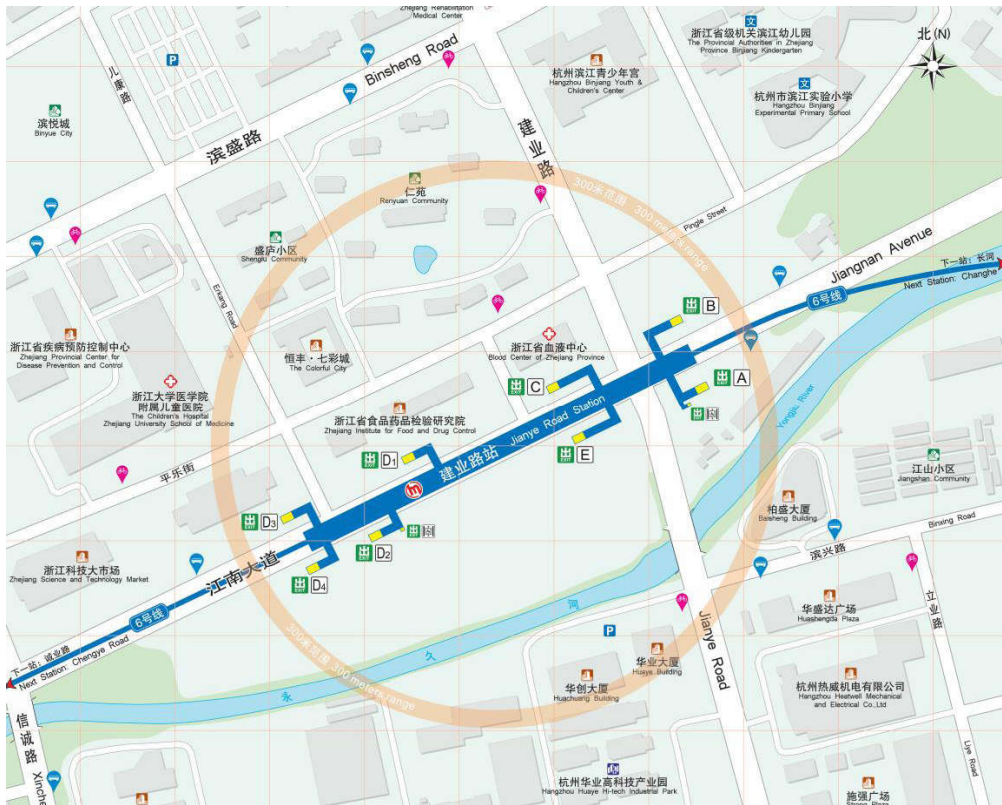 Zhejiang Rehabilitation
Medical Center
浙江省级机关滨江幼儿园
The Provincial Authorities in Zhejiang
Province Binjiang Kindergarten
北(N)
儿康路
P
Binsheng Road
滨盛路
杭州滨江青少年宫
Hangzhou Binjiang Youth &
Children's Center
文
文
杭州市滨江实验小学
Hangzhou Binjiang
Experimental Primary School
滨悦城
Binyue City
建业路
仁苑
Renyuan Community
300米范围 300 meters range
Pingle Street
盛庐小区
Shenglu Community
Jiangnan Avenue
下一站：长河
Next Station: Changhe
6号线
Erkang Road
浙江省疾病预防控制中心
Zhejiang Provincial Center for
Disease Prevention and Control
恒丰·七彩城
The Colorful City
浙江省血液中心
Blood Center of Zhejiang Province
EXIT B
浙江大学医学院
附属儿童医院
The Children's Hospital
Zhejiang University School of Medicine
浙江省食品药品检验研究院
Zhejiang Institute for Food and Drug Control
EXIT C
EXIT A
EXIT
Yongjiu River
建业路站 Jianye Road Station
EXIT E
EXIT D1
平乐街
江山小区
Jiangshan Community
柏盛大厦
Baisheng Building
EXIT D3
EXIT D2
EXIT
Binxing Road
滨兴路
浙江科技大市场
Zhejiang Science and Technology Market
江南大道
EXIT D4
6号线
下一站：诚业路
Next Station: Chengye Road
300米范围 300 meters range
永久河
P
华业大厦
Huaye Building
华创大厦
Huachuang Building
Jianye Road
华盛达广场
Huashengda Plaza
立业路
杭州热威机电有限公司
Hangzhou Heatwell Mechanical
and Electrical Co.,Ltd
信诚路
Xinche
杭州华业高科技产业园
Hangzhou Huaye Hi-tech Industrial Park
Liye Road
施强广场